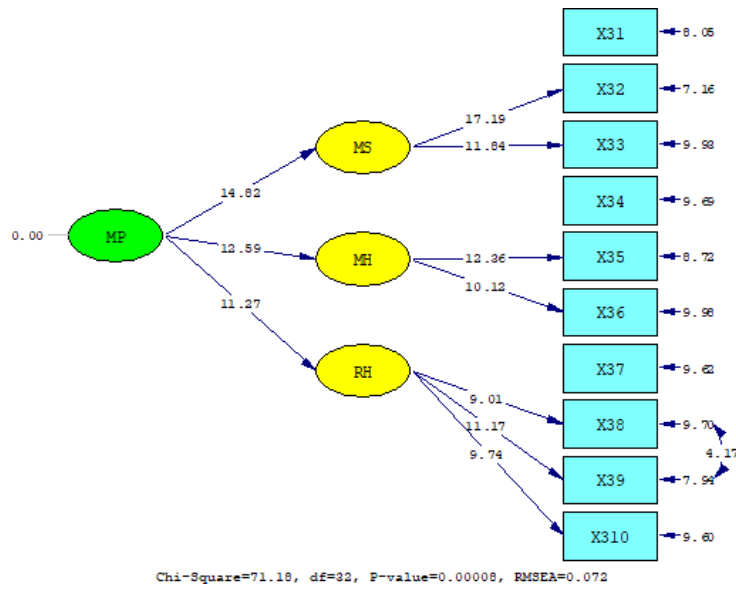 X31 8.05
X32 7.16
17.19
MS 11.84 X33 9.93
14.82
X34 9.69
0.00 MP
12.59 MH 12.36 X35 8.72
10.12 X36 9.98
11.27
RH X37 9.62
9.01 X38 9.70
11.17 4.17
9.74 X39 7.94
X310 9.60
Chi-Square=71.18, df=32, P-value=0.00008, RMSEA=0.072